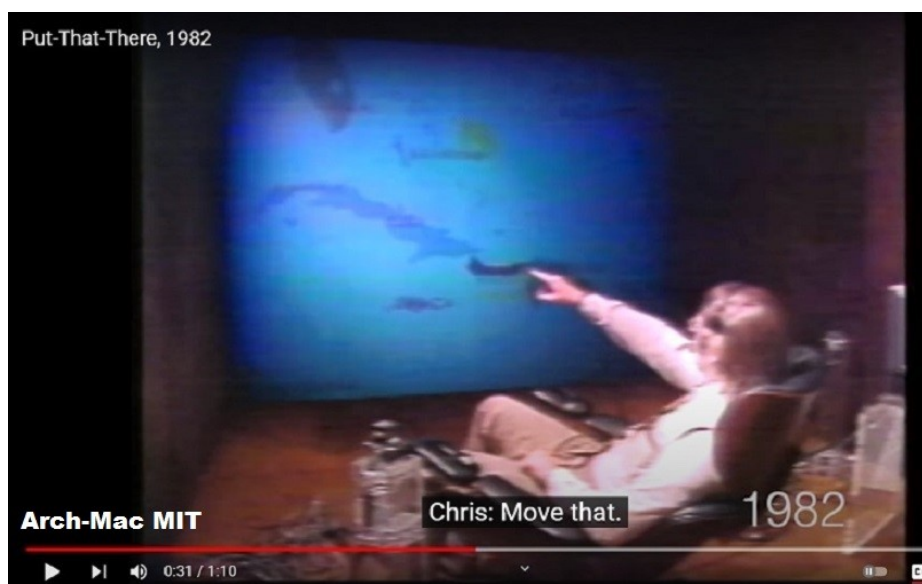 Put-That-There, 1982
Chris: Move that.
1982
Arch-Mac MIT
0:31 / 1:10